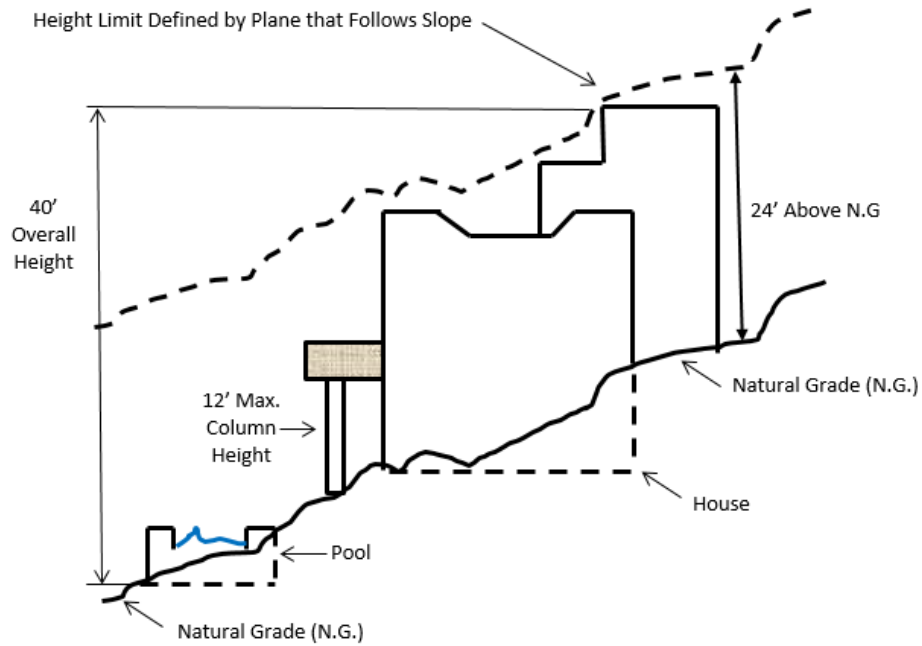 Height Limit Defined by Plane that Follows Slope
40’
Overall
Height
24’ Above N.G
12’ Max.
Column
Height
Natural Grade (N.G.)
House
Pool
Natural Grade (N.G.)